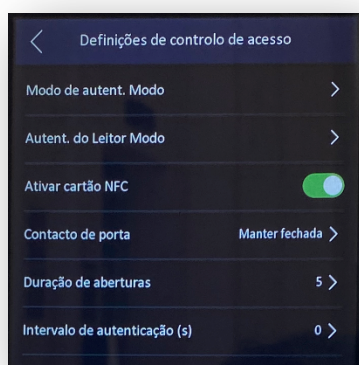 Definições de controlo de acesso
Modo de autent. Modo
Autent. do Leitor Modo
Ativar cartão NFC
Contacto de porta Manter fechada
Duração de aberturas 5
Intervalo de autenticação (s) 0